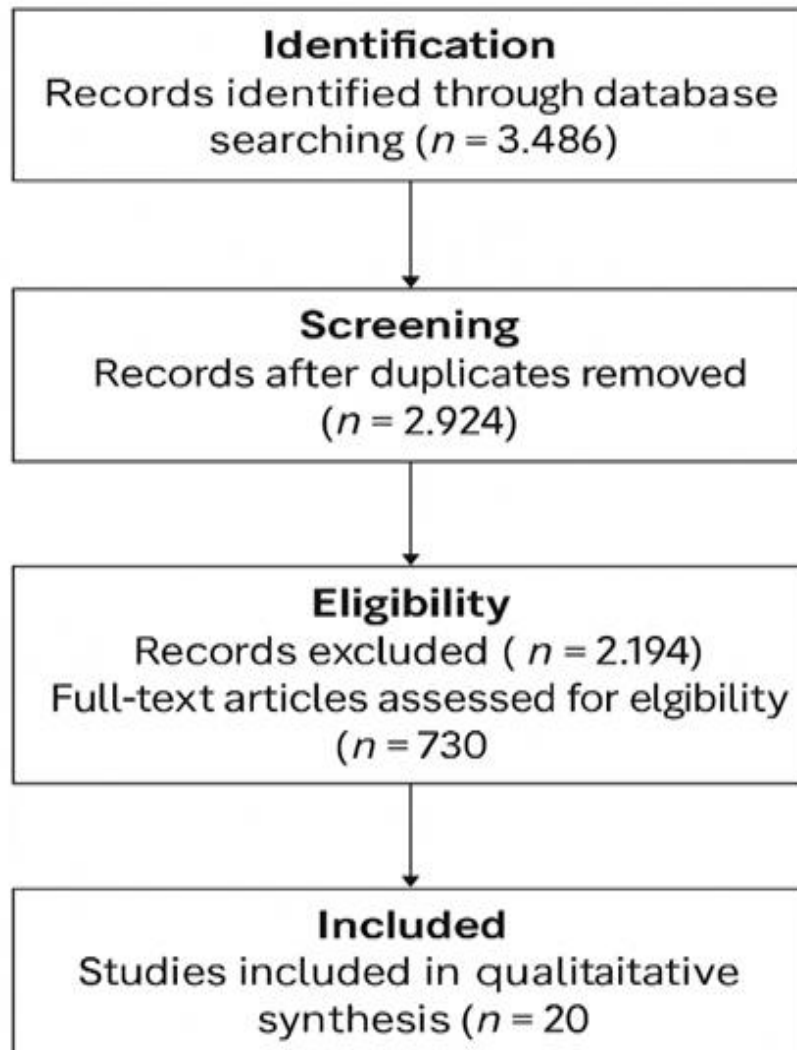 Identification
Records identified through database
searching (n = 3.486)
Screening
Records after duplicates removed
(n = 2.924)
Eligibility
Records excluded ( n = 2.194)
Full-text articles assessed for elgibility
(n = 730
Included
Studies included in qualitaitative
synthesis (n = 20